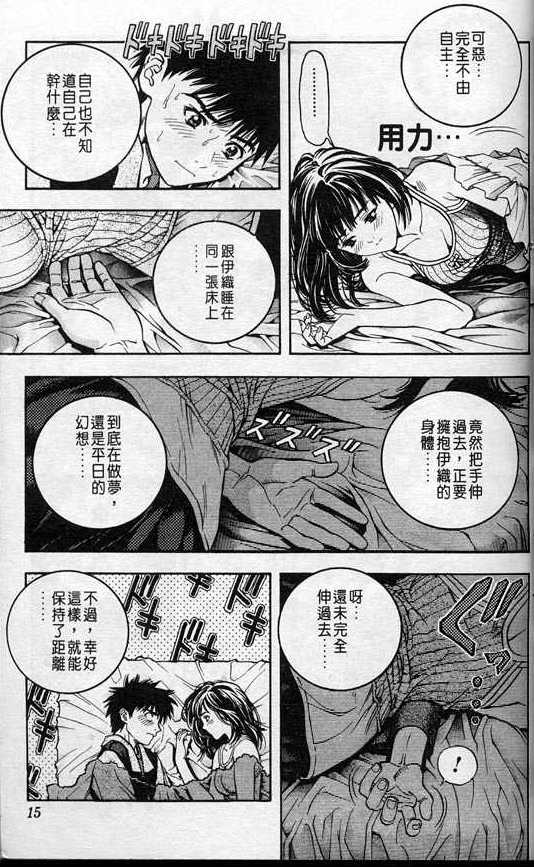 可惡…
完全不由
自主…
用力…
…………
ドキドキドキドキ
自己也不知
道自己在
幹什麼…
跟伊織睡在
同一張床上
……
竟然把手伸
過去，正要
擁抱伊織的
身體……
ズズズ
到底在做夢，
還是平日的
幻想……
呀…
還未完全
伸過去……
！
ドキドキドキドキ
不過，幸好
這樣，就能
保持了距離
……
15